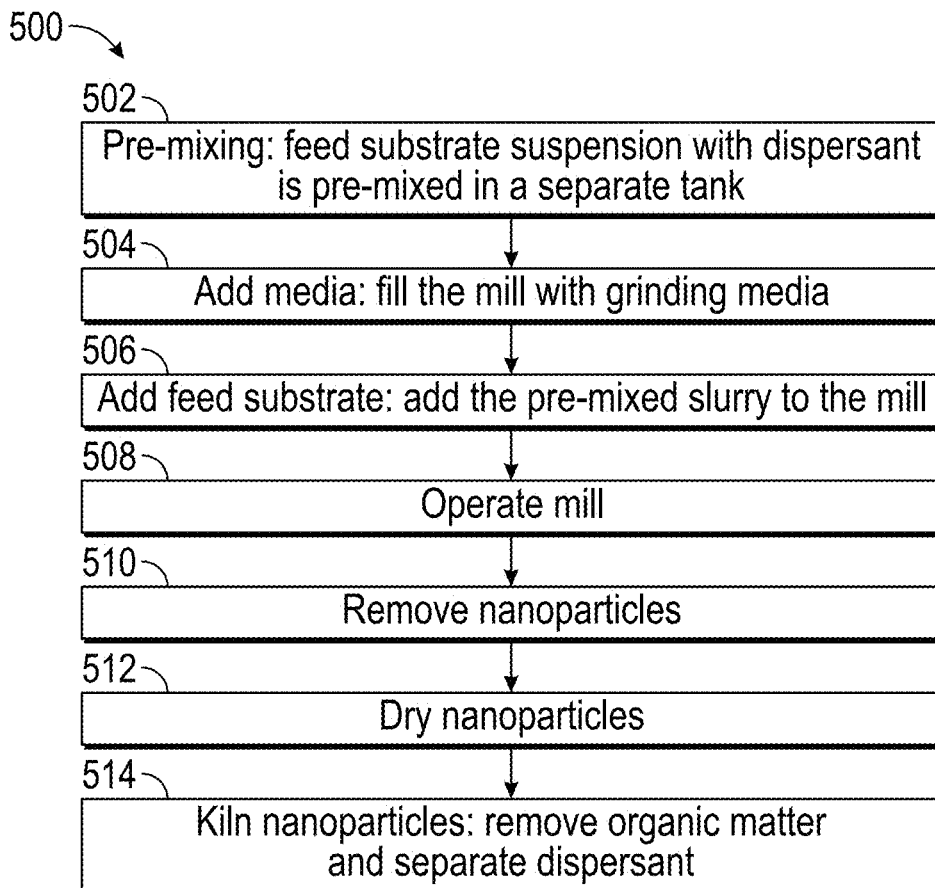 500
502
Pre-mixing: feed substrate suspension with dispersant
is pre-mixed in a separate tank
504
Add media: fill the mill with grinding media
506
Add feed substrate: add the pre-mixed slurry to the mill
508
Operate mill
510
Remove nanoparticles
512
Dry nanoparticles
514
Kiln nanoparticles: remove organic matter
and separate dispersant